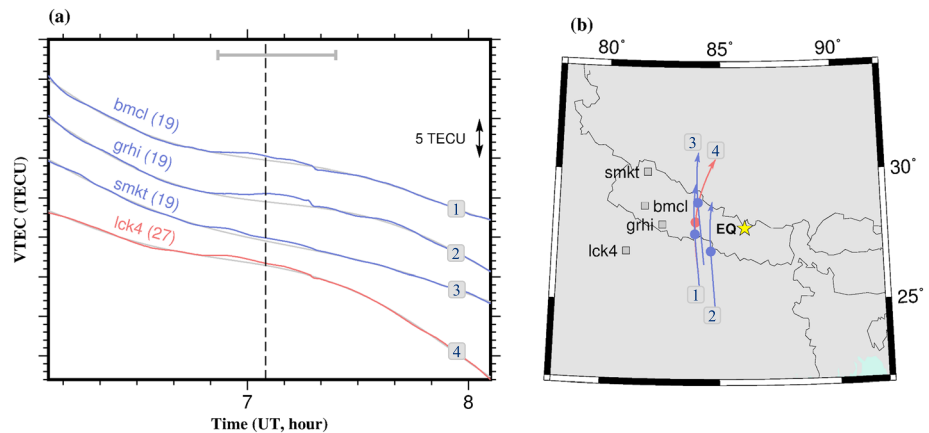 (a)
bmcl (19)
grhi (19)
smkt (19)
lck4 (27)
5 TECU
1
2
3
4
VTEC (TECU)
7
8
Time (UT, hour)
(b)
80°
85°
90°
3
4
30°
smkt
bmcl
grhi
EQ
lck4
1
2
25°